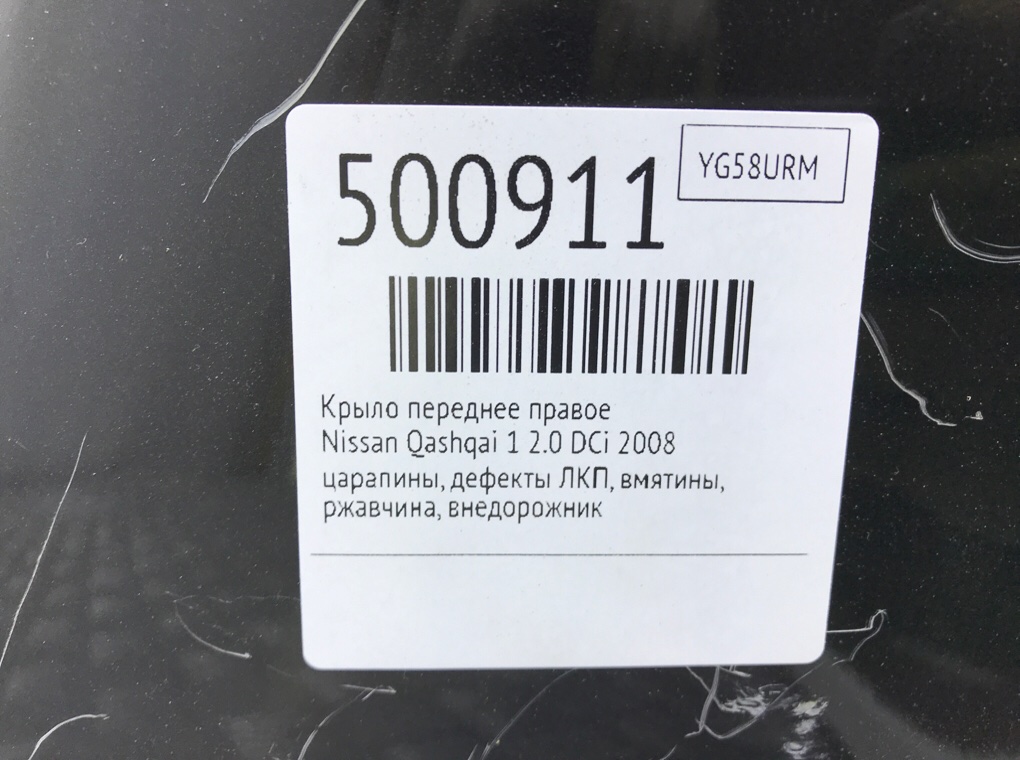 500911
YG58URM
Крыло переднее правое
Nissan Qashqai 1 2.0 DCi 2008
царапины, дефекты ЛКП, вмятины,
ржавчина, внедорожник